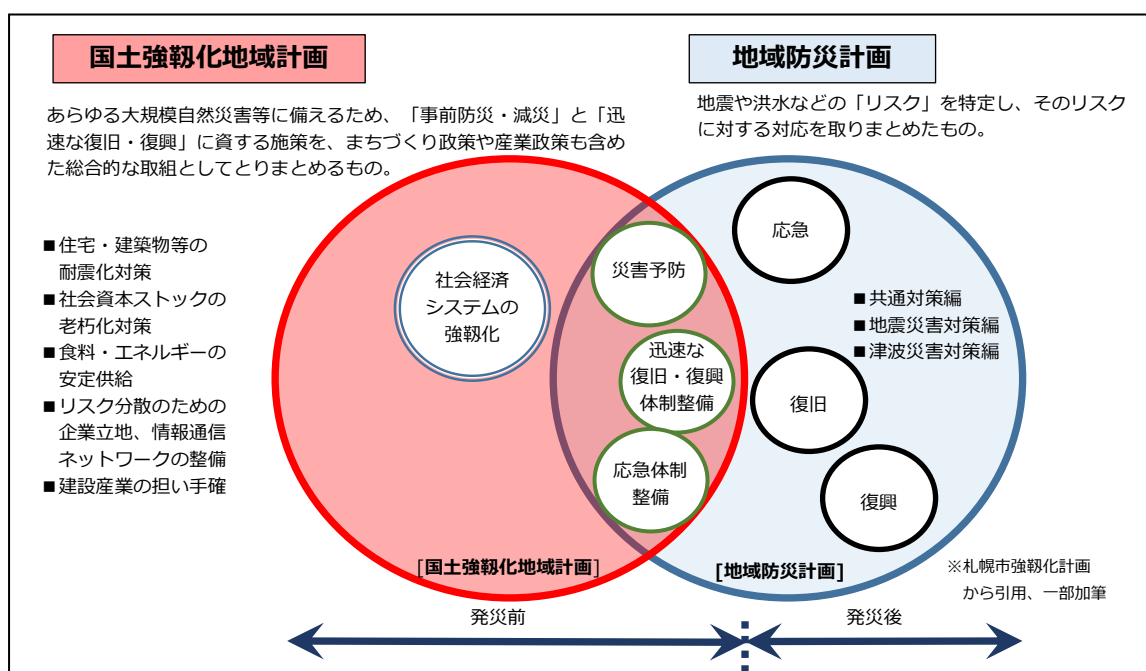 国土強靱化地域計画
あらゆる大規模自然災害等に備えるため、「事前防災・減災」と「迅
速な復旧・復興」に資する施策を、まちづくり政策や産業政策も含め
た総合的な取組としてとりまとめるもの。
地域防災計画
地震や洪水などの「リスク」を特定し、そのリスク
に対する対応を取りまとめたもの。
■住宅・建築物等の
耐震化対策
■社会資本ストックの
老朽化対策
■食料・エネルギーの
安定供給
■リスク分散のための
企業立地、情報通信
ネットワークの整備
■建設産業の担い手確
社会経済
システムの
強靱化
災害予防
迅速な
復旧・復興
体制整備
応急体制
整備
応急
■共通対策編
■地震災害対策編
■津波災害対策編
復旧
復興
[国土強靱化地域計画]
[地域防災計画]
※札幌市強靱化計画
から引用、一部加筆
発災前
発災後